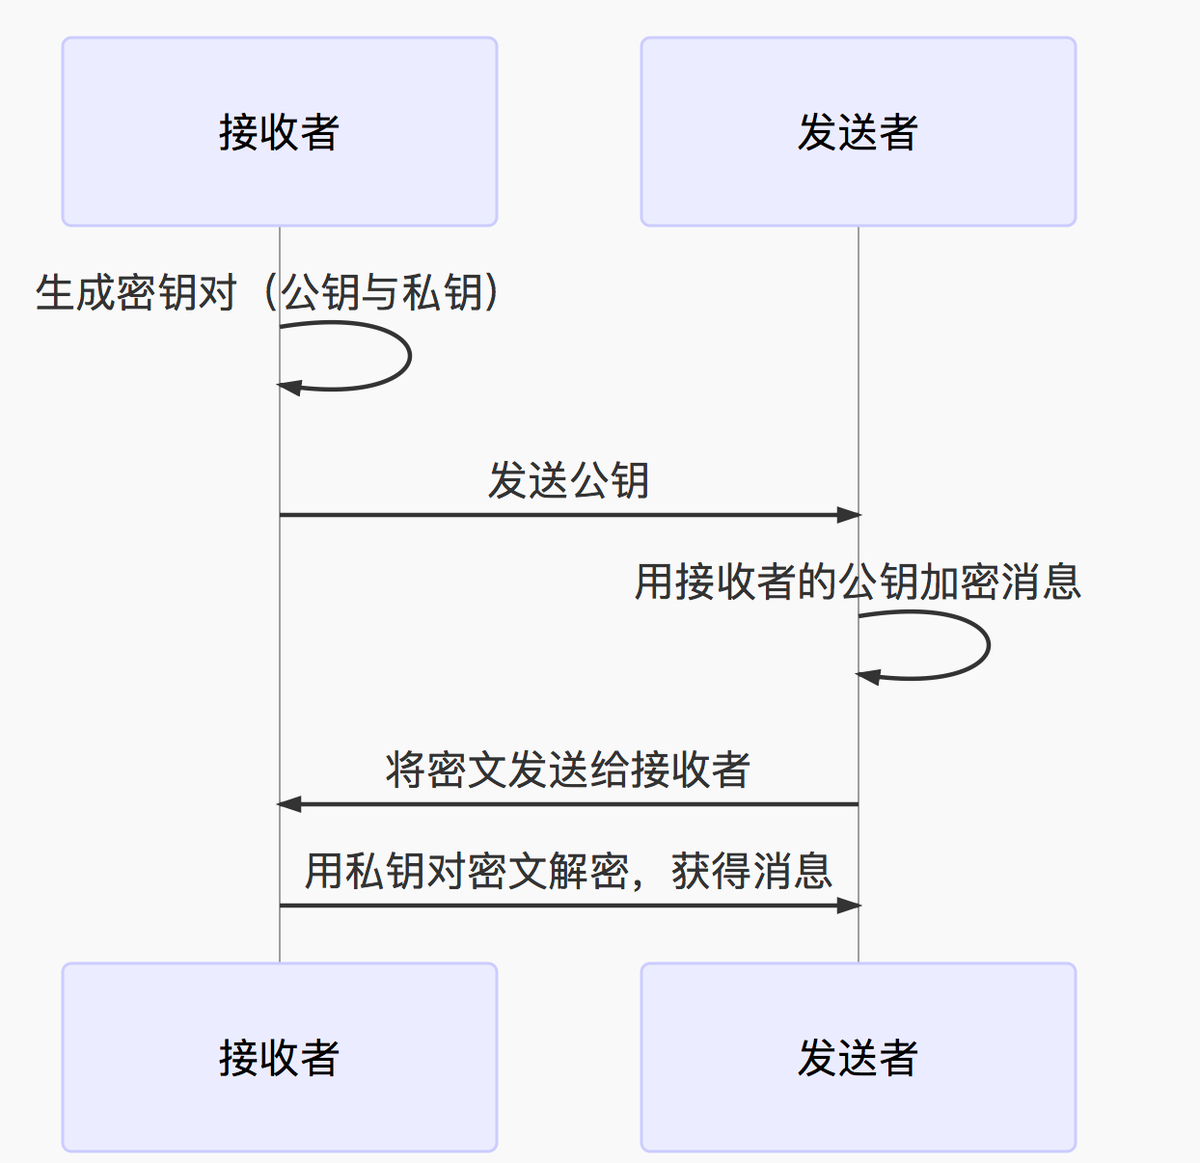 接收者
发送者
生成密钥对（公钥与私钥）
发送公钥
用接收者的公钥加密消息
将密文发送给接收者
用私钥对密文解密，获得消息
接收者
发送者